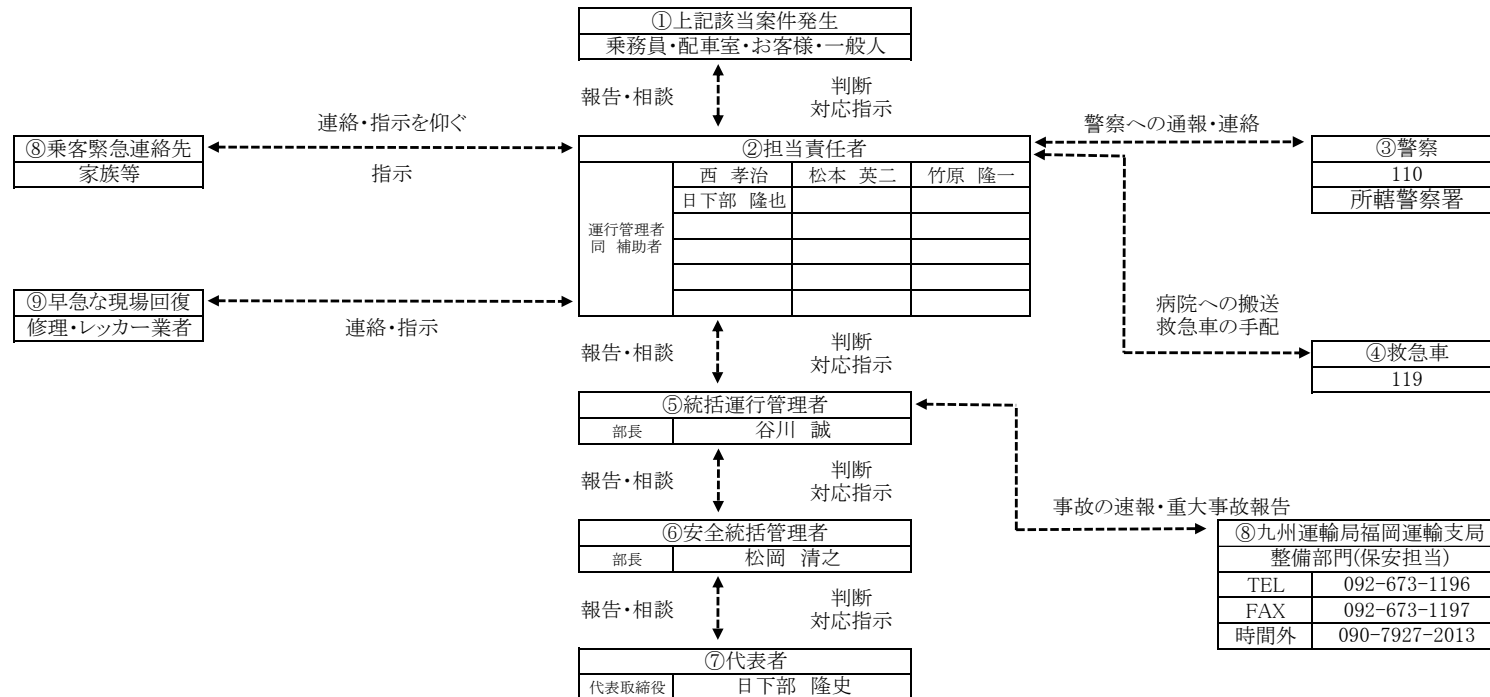 ①上記該当案件発生
乗務員・配車室・お客様・一般人
報告・相談
判断
対応指示
連絡・指示を仰ぐ
警察への通報・連絡
⑧乗客緊急連絡先
家族等
指示
②担当責任者
運行管理者
同 補助者
西 孝治 松本 英二 竹原 隆一
日下部 隆也
③警察
110
所轄警察署
⑨早急な現場回復
修理・レッカー業者
連絡・指示
病院への搬送
救急車の手配
④救急車
119
報告・相談
判断
対応指示
⑤統括運行管理者
部長 谷川 誠
報告・相談
判断
対応指示
事故の速報・重大事故報告
⑥安全統括管理者
部長 松岡 清之
⑧九州運輸局福岡運輸支局
整備部門(保安担当)
TEL 092-673-1196
FAX 092-673-1197
時間外 090-7927-2013
報告・相談
判断
対応指示
⑦代表者
代表取締役 日下部 隆史